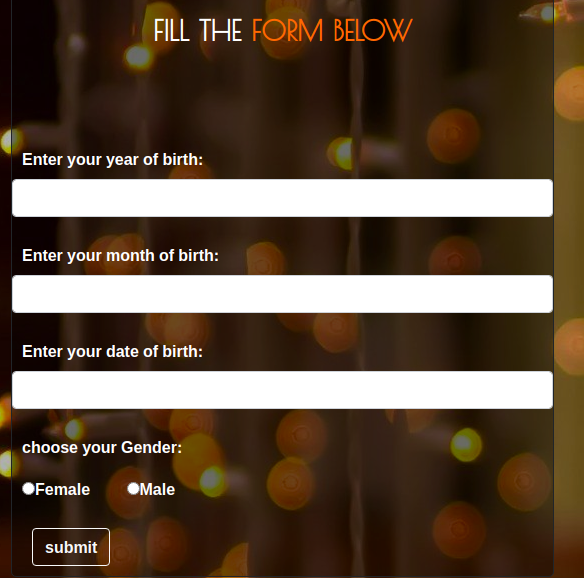 FILL THE FORM BELOW
Enter your year of birth:
Enter your month of birth:
Enter your date of birth:
choose your Gender:
Female Male
submit